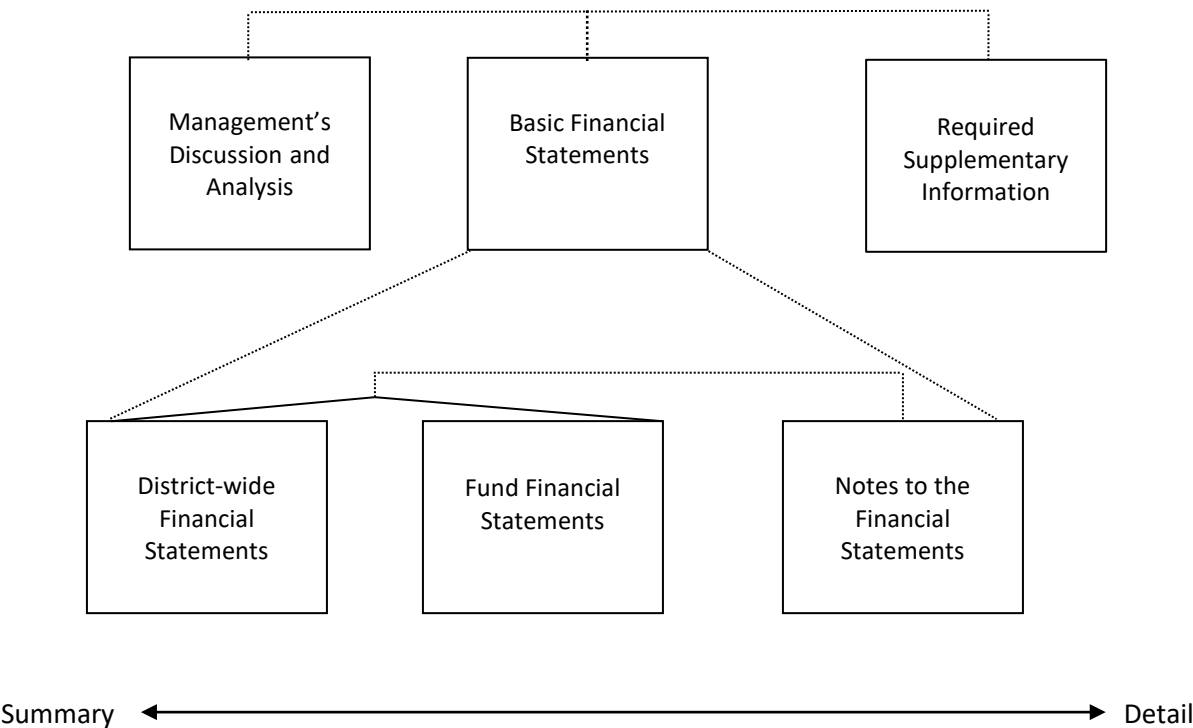 Management’s
Discussion and
Analysis
Basic Financial
Statements
Required
Supplementary
Information
District-wide
Financial
Statements
Fund Financial
Statements
Notes to the
Financial
Statements
Summary
Detail